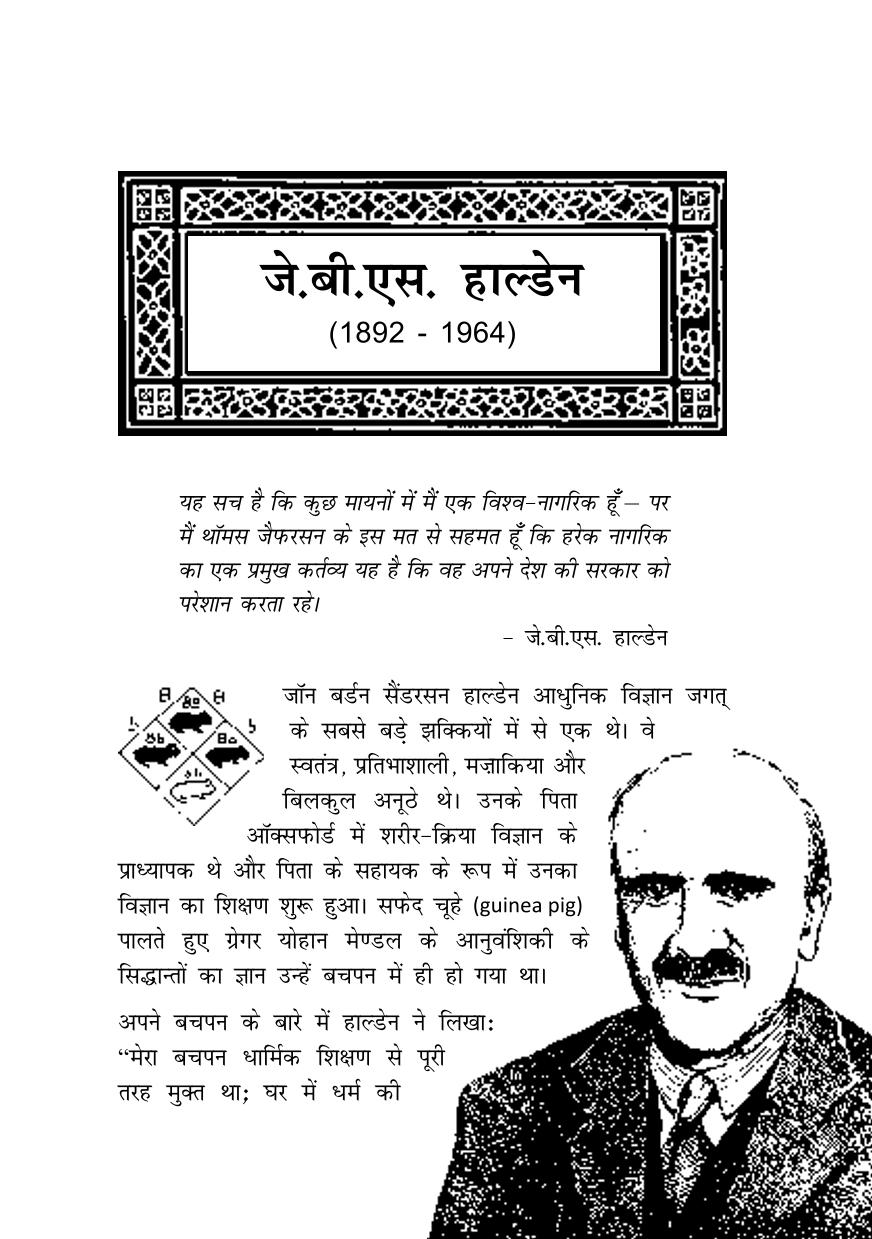 जे.बी.एस. हाल्डेन
(1892 - 1964)
यह सच है कि कुछ मायनों में मैं एक विश्व-नागरिक हूँ – पर
मैं थॉमस जैफरसन के इस मत से सहमत हूँ कि हरेक नागरिक
का एक प्रमुख कर्तव्य यह है कि वह अपने देश की सरकार को
परेशान करता रहे।
- जे.बी.एस. हाल्डेन
जॉन बर्डन सैंडरसन हाल्डेन आधुनिक विज्ञान जगत्
के सबसे बड़े झक्कियों में से एक थे। वे
स्वतंत्र, प्रतिभाशाली, मज़ाकिया और
बिलकुल अनूठे थे। उनके पिता
ऑक्सफोर्ड में शरीर-क्रिया विज्ञान के
प्राध्यापक थे और पिता के सहायक के रूप में उनका
विज्ञान का शिक्षण शुरू हुआ। सफेद चूहे (guinea pig)
पालते हुए ग्रेगर योहान मेण्डल के आनुवंशिकी के
सिद्धान्तों का ज्ञान उन्हें बचपन में ही हो गया था।
अपने बचपन के बारे में हाल्डेन ने लिखा:
“मेरा बचपन धार्मिक शिक्षण से पूरी
तरह मुक्त था; घर में धर्म की